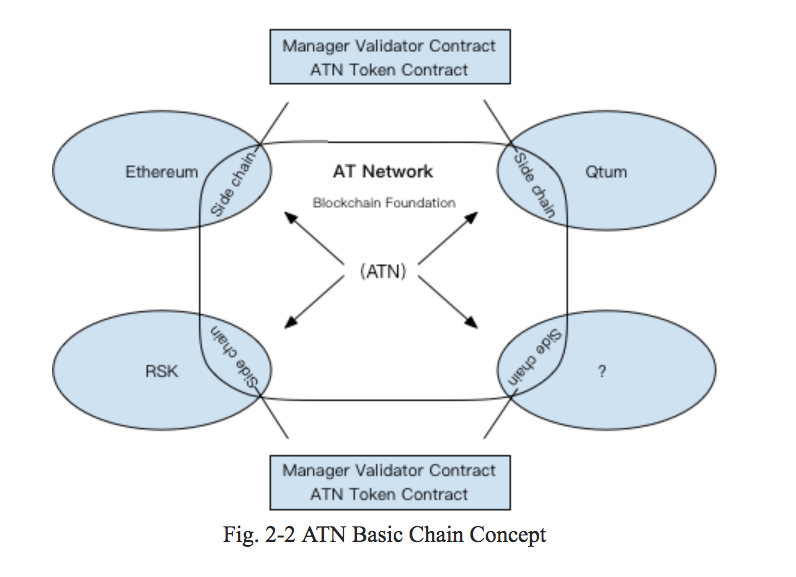 Manager Validator Contract
ATN Token Contract
Ethereum
Side chain
AT Network
Blockchain Foundation
Side chain
Qtum
(ATN)
RSK
Side chain
Side chain
?
Manager Validator Contract
ATN Token Contract
Fig. 2-2 ATN Basic Chain Concept